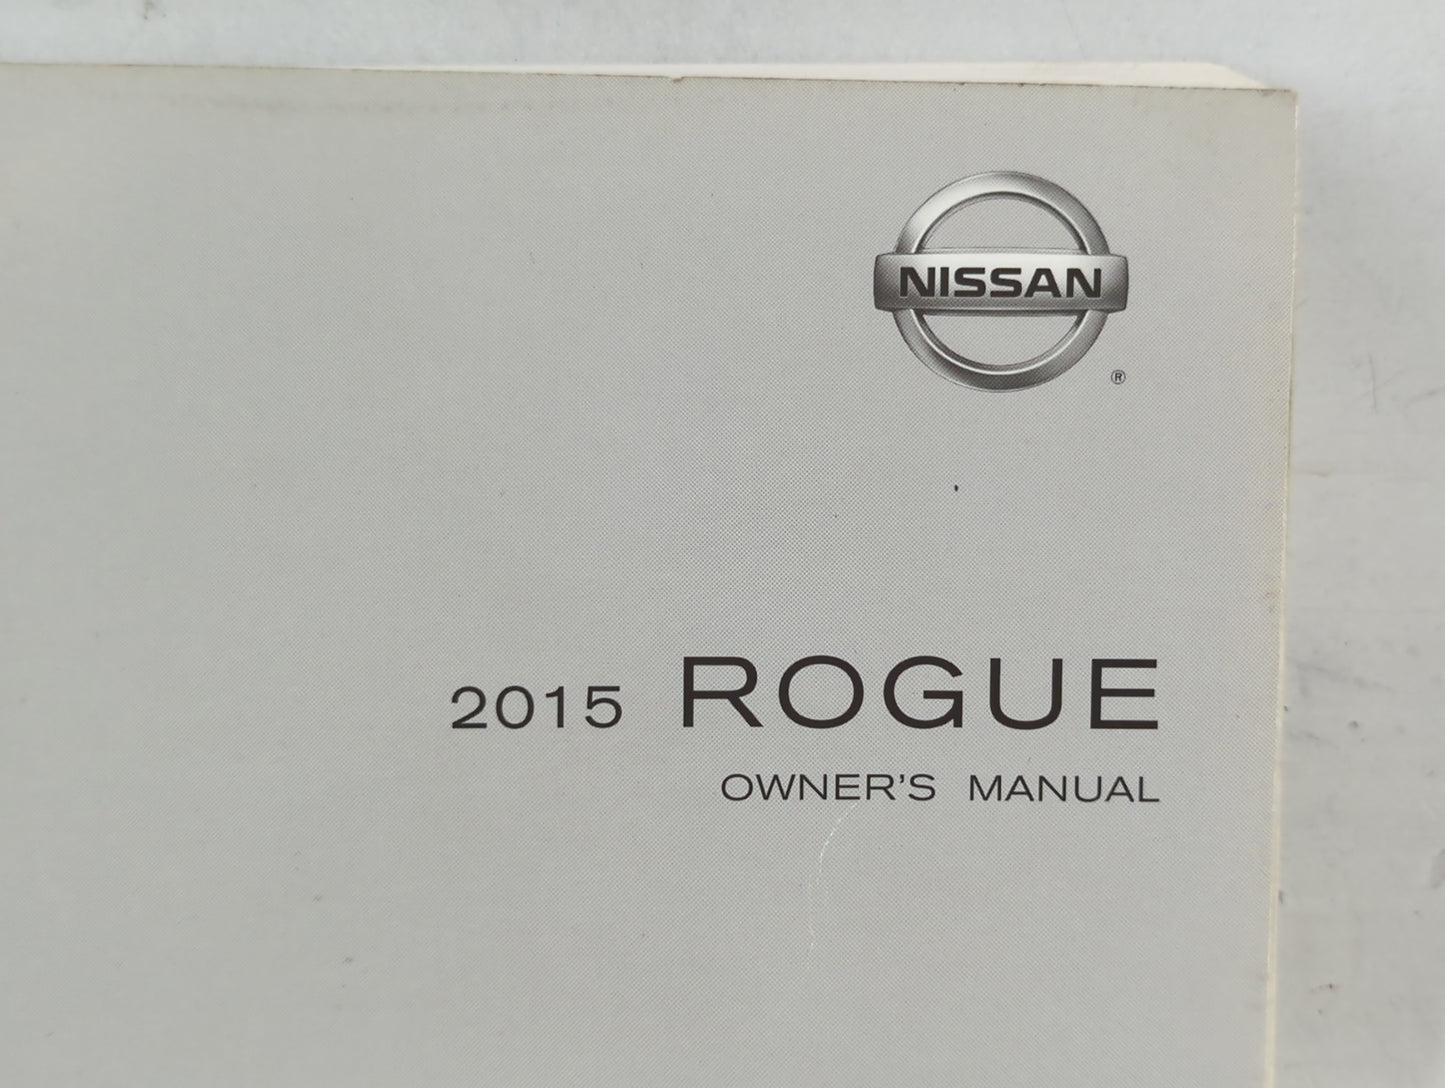 NISSAN
®
2015 ROGUE
OWNER'S MANUAL